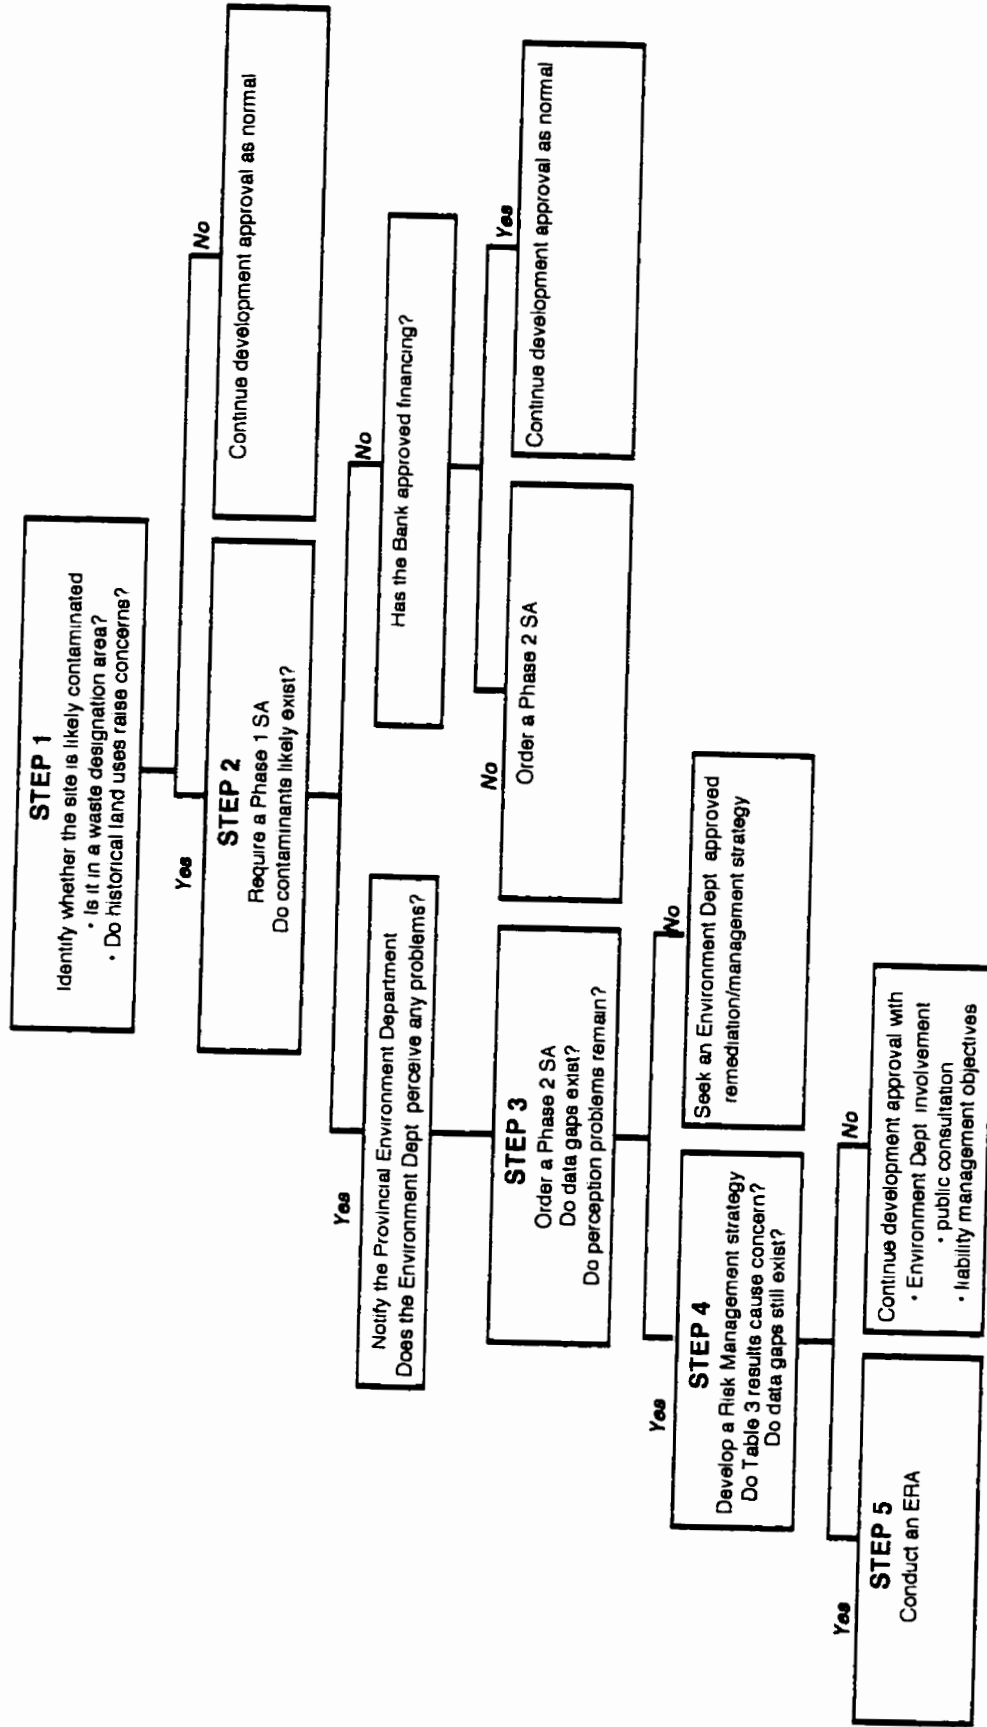 STEP 1
Identify whether the site is likely contaminated
• Is it in a waste designation area?
• Do historical land uses raise concerns?
Yes
No
STEP 2
Require a Phase 1 SA
Do contaminants likely exist?
Continue development approval as normal
Yes
No
Notify the Provincial Environment Department
Does the Environment Dept perceive any problems?
Has the Bank approved financing?
No
Yes
STEP 3
Order a Phase 2 SA
Do data gaps exist?
Do perception problems remain?
Order a Phase 2 SA
Continue development approval as normal
Yes
No
STEP 4
Develop a Risk Management strategy
Do Table 3 results cause concern?
Do data gaps still exist?
Seek an Environment Dept approved
remediation/management strategy
Yes
No
STEP 5
Conduct an ERA
Continue development approval with
• Environment Dept involvement
• public consultation
• liability management objectives